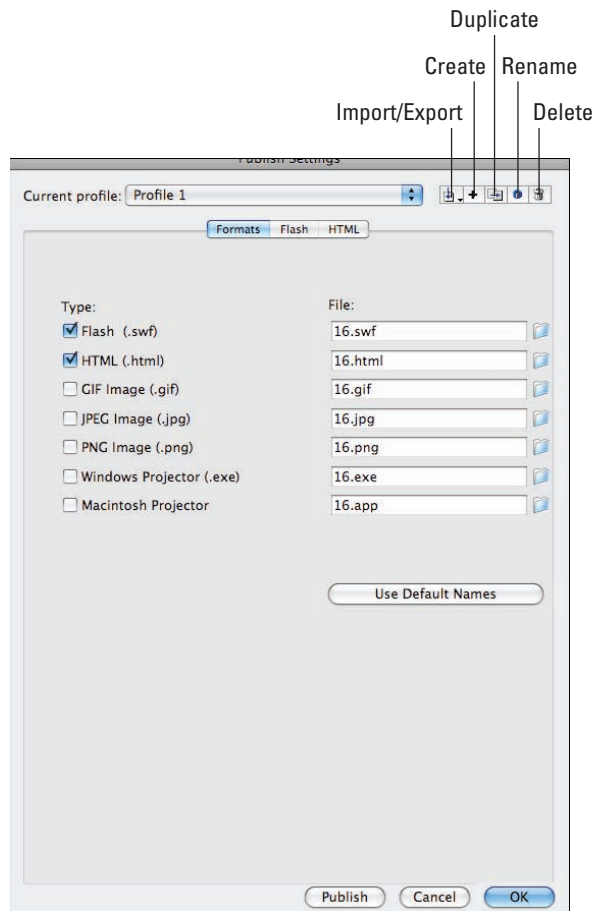 Duplicate
Create Rename
Import/Export Delete
Publish Settings
Current profile: Profile 1
Formats Flash HTML
Type: File:
Flash (.swf) 16.swf
HTML (.html) 16.html
GIF Image (.gif) 16.gif
JPEG Image (.jpg) 16.jpg
PNG Image (.png) 16.png
Windows Projector (.exe) 16.exe
Macintosh Projector 16.app
Use Default Names
Publish Cancel OK